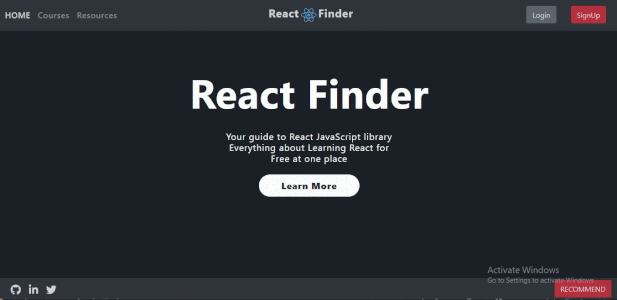 HOME Courses Resources
React Finder
Login
SignUp
React Finder
Your guide to React JavaScript library
Everything about Learning React for
Free at one place
Learn More
Activate Windows
Go to Settings to activate Windows.
RECOMMEND